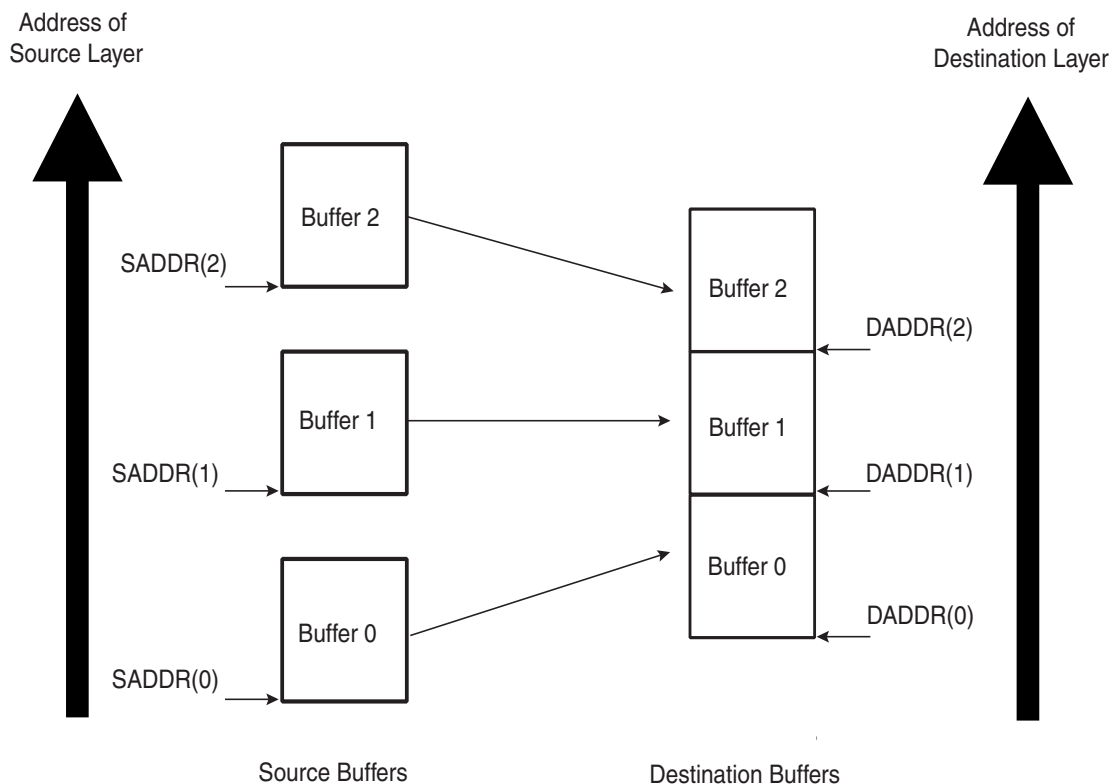 Address of
Source Layer
Address of
Destination Layer
Buffer 2
SADDR(2)
Buffer 2
DADDR(2)
Buffer 1
Buffer 1
SADDR(1)
DADDR(1)
Buffer 0
Buffer 0
DADDR(0)
SADDR(0)
Source Buffers
Destination Buffers